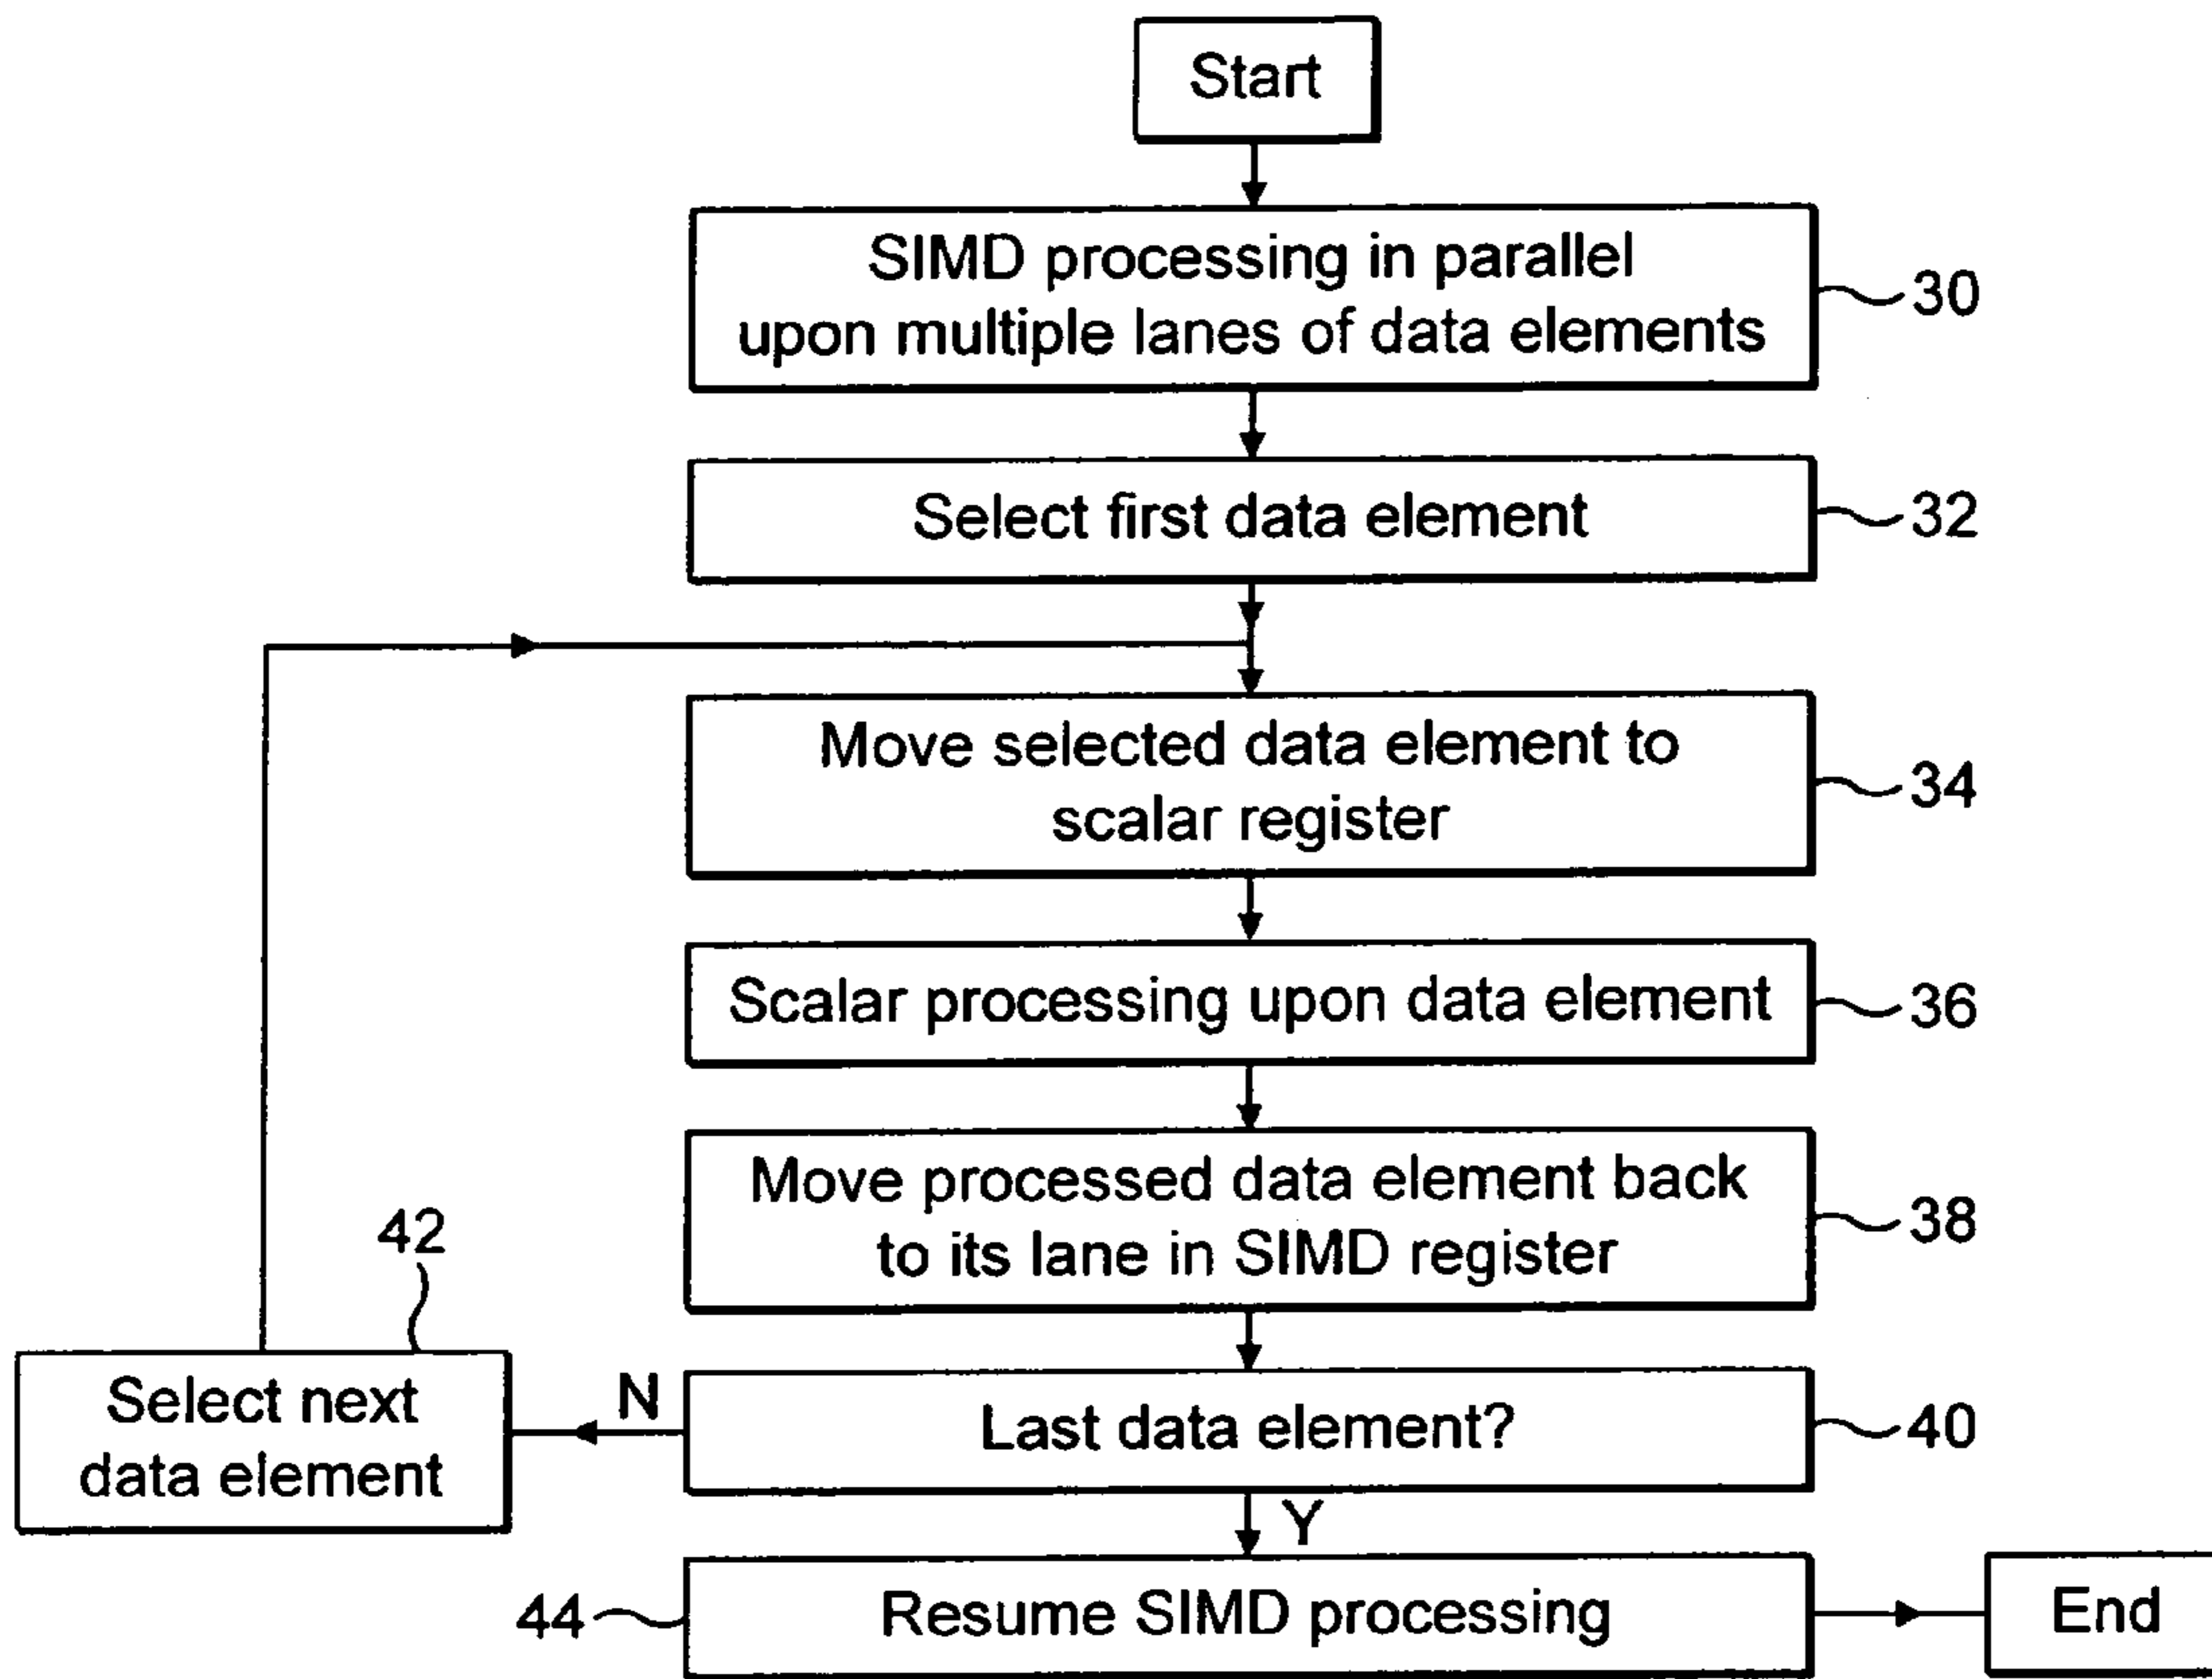 Start
SIMD processing in parallel
upon multiple lanes of data elements
30
Select first data element
32
Move selected data element to
scalar register
34
Scalar processing upon data element
36
Move processed data element back
to its lane in SIMD register
38
42
Select next
data element
N
Last data element?
40
Y
44
Resume SIMD processing
End